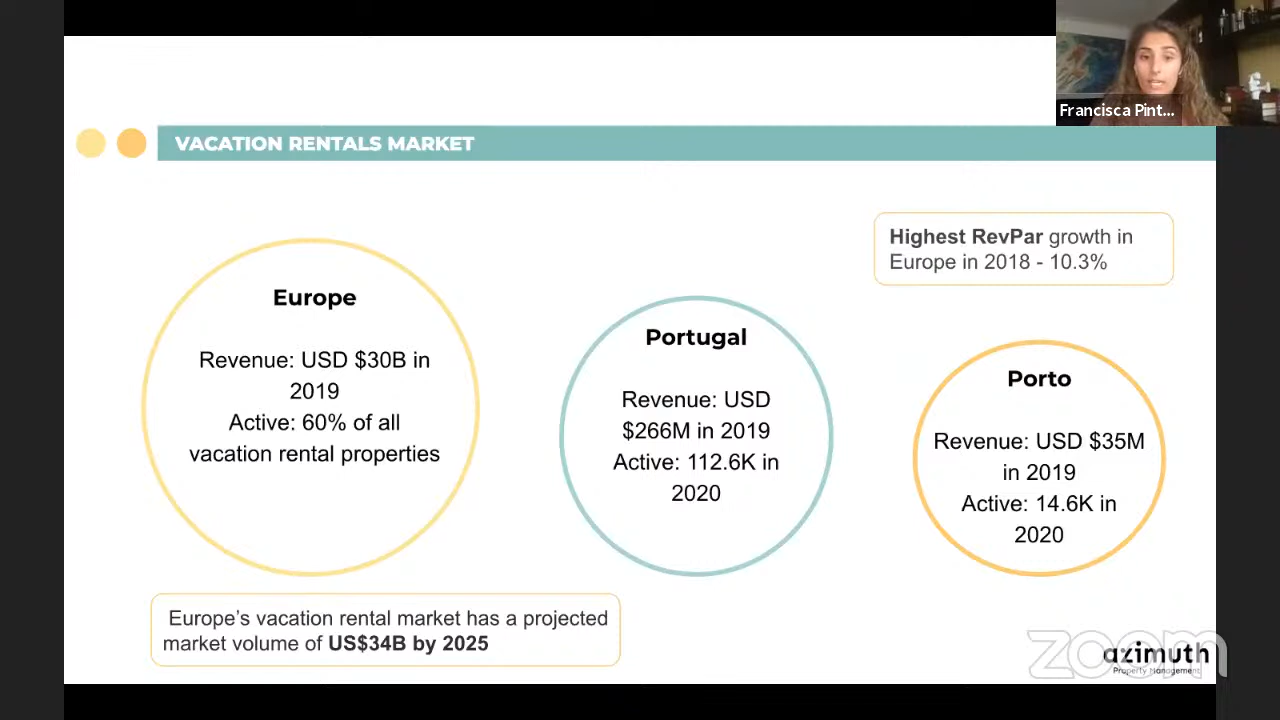 Francisca Pint...
VACATION RENTALS MARKET
Highest RevPar growth in
Europe in 2018 - 10.3%
Europe
Revenue: USD $30B in
2019
Active: 60% of all
vacation rental properties
Portugal
Revenue: USD
$266M in 2019
Active: 112.6K in
2020
Porto
Revenue: USD $35M
in 2019
Active: 14.6K in
2020
Europe’s vacation rental market has a projected
market volume of US$34B by 2025
zoom
azimuth
Property Management